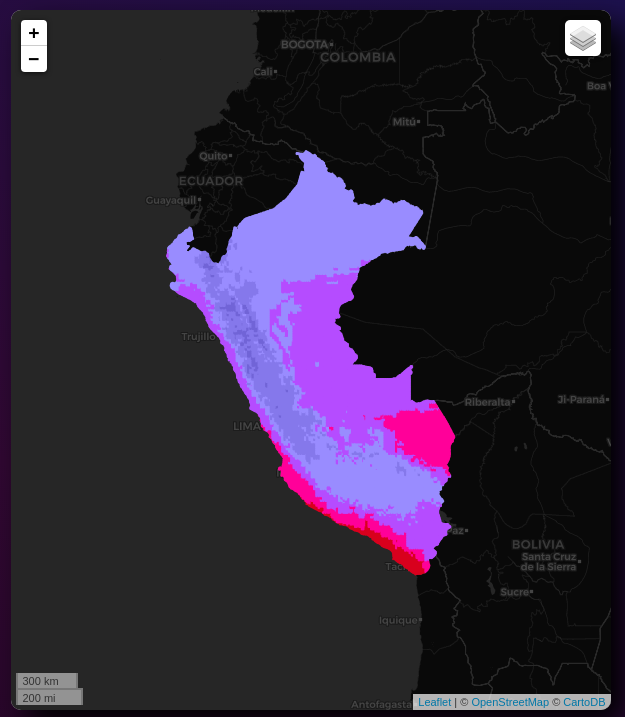 +
−
BOGOTA
COLOMBIA
Cali
Boa
Mitú
Quito
ECUADOR
Guayaquil
Trujillo
Riberalta
Ji-Paraná
LIMA
Paz
BOLIVIA
Santa Cruz
de la Sierra
Sucre
Iquique
Antofagasta
300 km
200 mi
Leaflet | © OpenStreetMap © CartoDB